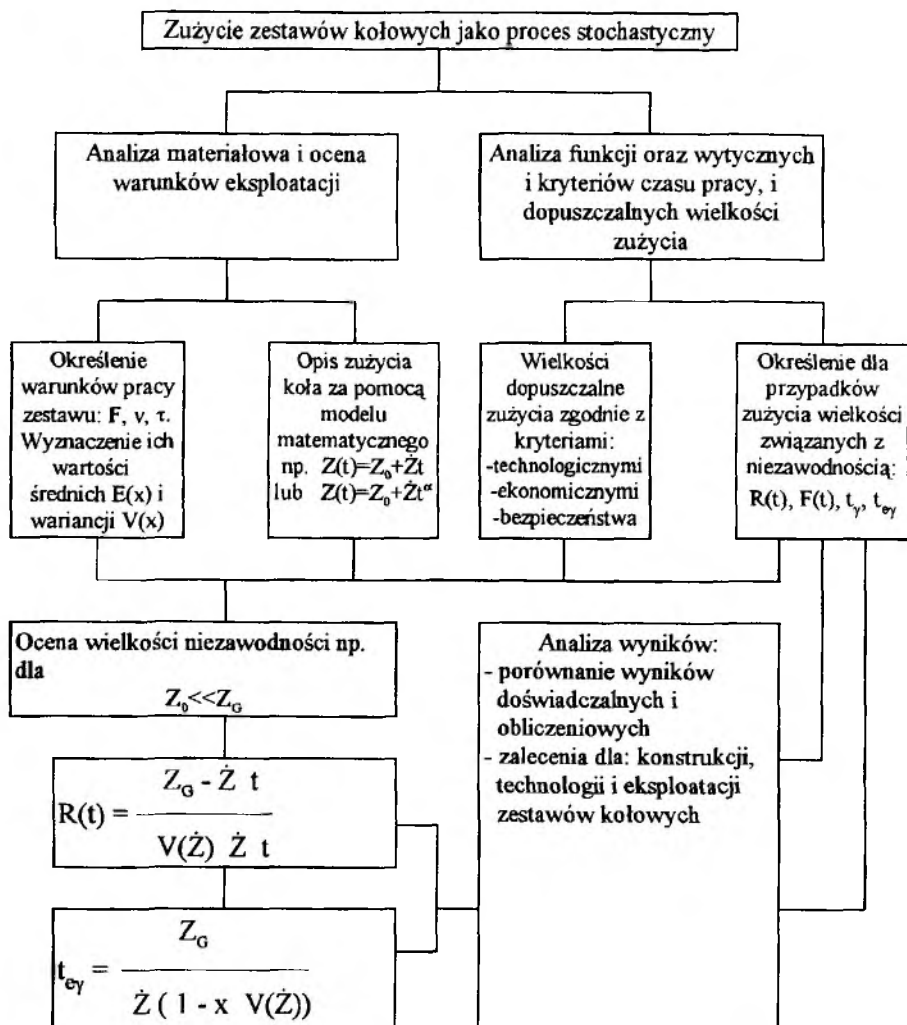 Zużycie zestawów kołowych jako proces stochastyczny
Analiza materiałowa i ocena
warunków eksploatacji
Analiza funkcji oraz wytycznych
i kryteriów czasu pracy, i
dopuszczalnych wielkości
zużycia
Określenie
warunków pracy
zestawu: F, v, τ.
Wyznaczenie ich
wartości
średnich E(x) i
wariancji V(x)
Opis zużycia
koła za pomocą
modelu
matematycznego
np. Z(t)=Z₀+Żt
lub Z(t)=Z₀+Żt^α
Wielkości
dopuszczalne
zużycia zgodnie z
kryteriami:
-technologicznymi
-ekonomicznymi
-bezpieczeństwa
Określenie dla
przypadków
zużycia wielkości
związanych z
niezawodnością:
R(t), F(t), t_γ, t_eγ
Ocena wielkości niezawodności np.
dla
Z₀<<Z_G
Z_G - Ż t
R(t) =
V(Ż) Ż t
Z_G
t_eγ =
Ż ( 1 - x V(Ż))
Analiza wyników:
- porównanie wyników
doświadczalnych i
obliczeniowych
- zalecenia dla: konstrukcji,
technologii i eksploatacji
zestawów kołowych